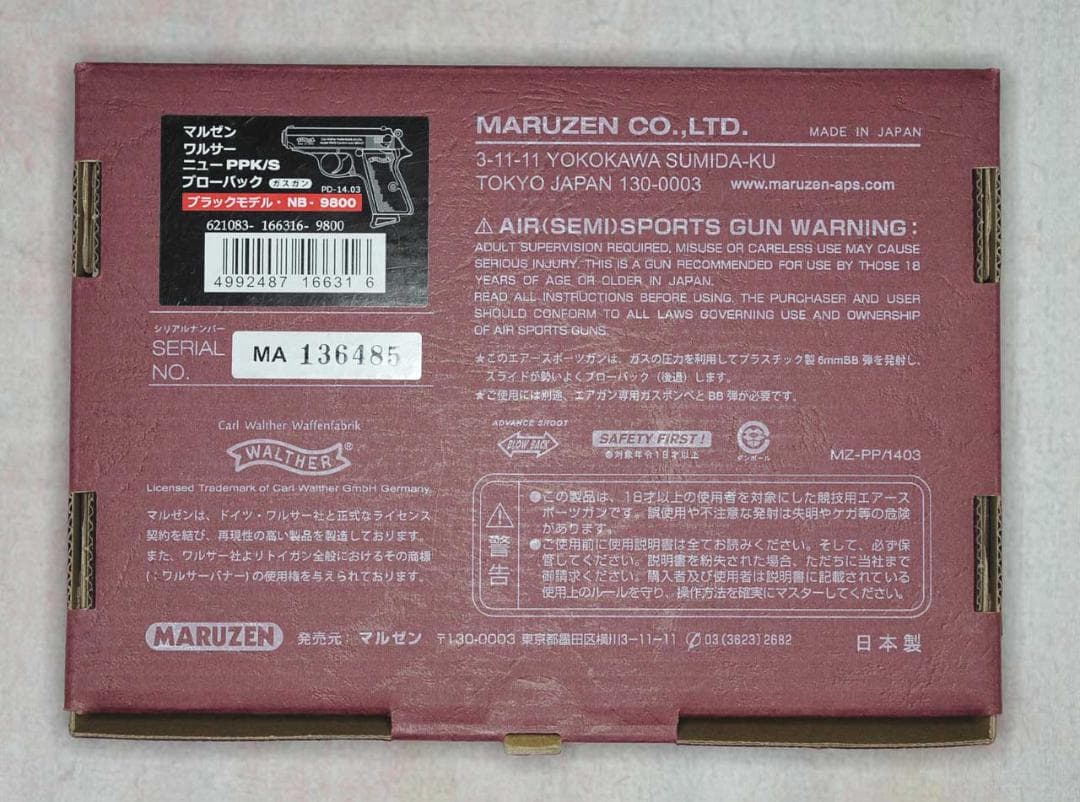 マルゼン
ワルサー
ニューPPK/S
ブローバック ガスガン
PD-14.03
ブラックモデル・NB-9800
621083- 166316- 9800
4992487 16631 6
シリアルナンバー
SERIAL NO.
MA 136485
Carl Walther Waffenfabrik
WALTHER®
Licensed Trademark of Carl Walther GmbH Germany.
マルゼンは、ドイツ・ワルサー社と正式なライセンス
契約を結び、再現性の高い製品を製造しております。
また、ワルサー社よりトイガン全般におけるその商標
(:ワルサーバナー)の使用権を与えられております。
MARUZEN CO.,LTD.
MADE IN JAPAN
3-11-11 YOKOKAWA SUMIDA-KU
TOKYO JAPAN 130-0003 www.maruzen-aps.com
⚠ AIR(SEMI)SPORTS GUN WARNING:
ADULT SUPERVISION REQUIRED, MISUSE OR CARELESS USE MAY CAUSE
SERIOUS INJURY. THIS IS A GUN RECOMMENDED FOR USE BY THOSE 18
YEARS OF AGE OR OLDER IN JAPAN.
READ ALL INSTRUCTIONS BEFORE USING. THE PURCHASER AND USER
SHOULD CONFORM TO ALL LAWS GOVERNING USE AND OWNERSHIP
OF AIR SPORTS GUNS.
★このエアースポーツガンは、ガスの圧力を利用してプラスチック製6mmBB弾を発射し、
スライドが勢いよくブローバック(後退)します。
★ご使用には別途、エアガン専用ガスボンベとBB弾が必要です。
ADVANCE SHOOT
BLOW BACK
SAFETY FIRST!
●対象年令18才以上
ダンボール
MZ-PP/1403
⚠警告
●この製品は、18才以上の使用者を対象にした競技用エアース
ポーツガンです。誤使用や不注意な発射は失明やケガ等の危険
があります。
●ご使用前に使用説明書は全てお読みください。そして、必ず保
管してください。説明書を紛失された場合、ただちに当社まで
御請求ください。購入者及び使用者は説明書に記載されている
使用上のルールを守り、操作方法を確実にマスターしてください。
MARUZEN 発売元: マルゼン 〒130-0003 東京都墨田区横川3-11-11 03(3623)2682
日本製